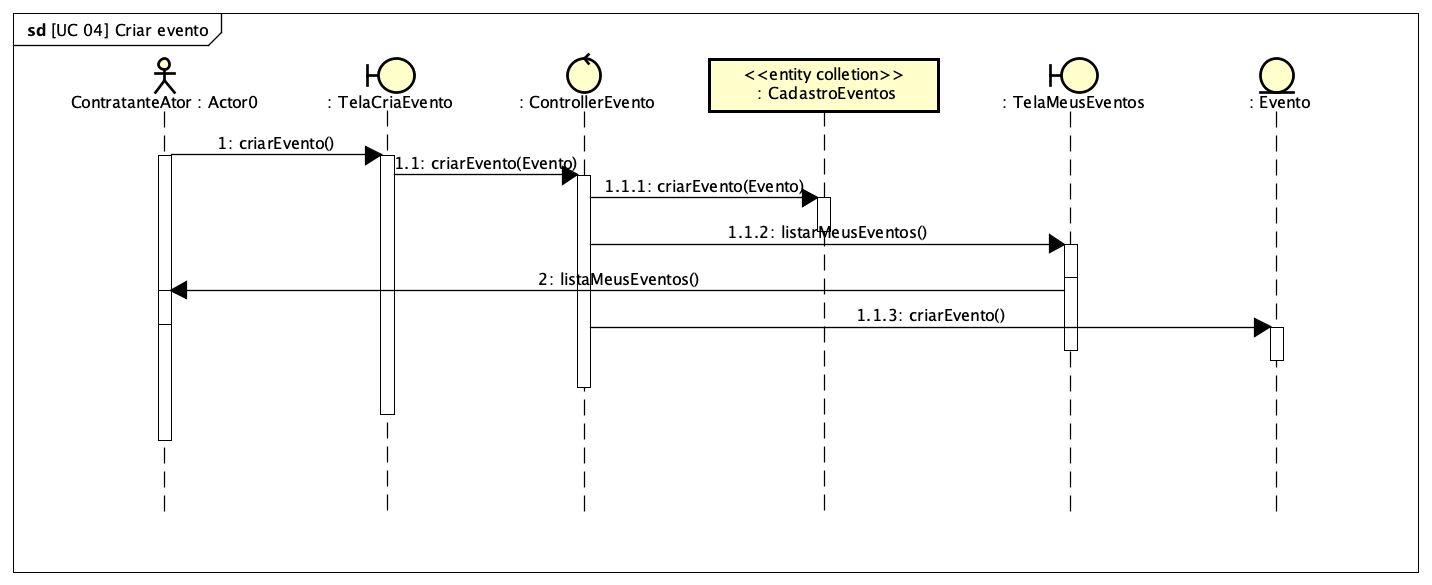 sd [UC 04] Criar evento
ContratanteAtor : Actor0
: TelaCriaEvento
: ControllerEvento
<<entity colletion>>
: CadastroEventos
: TelaMeusEventos
: Evento
1: criarEvento()
1.1: criarEvento(Evento)
1.1.1: criarEvento(Evento)
1.1.2: listarMeusEventos()
2: listaMeusEventos()
1.1.3: criarEvento()